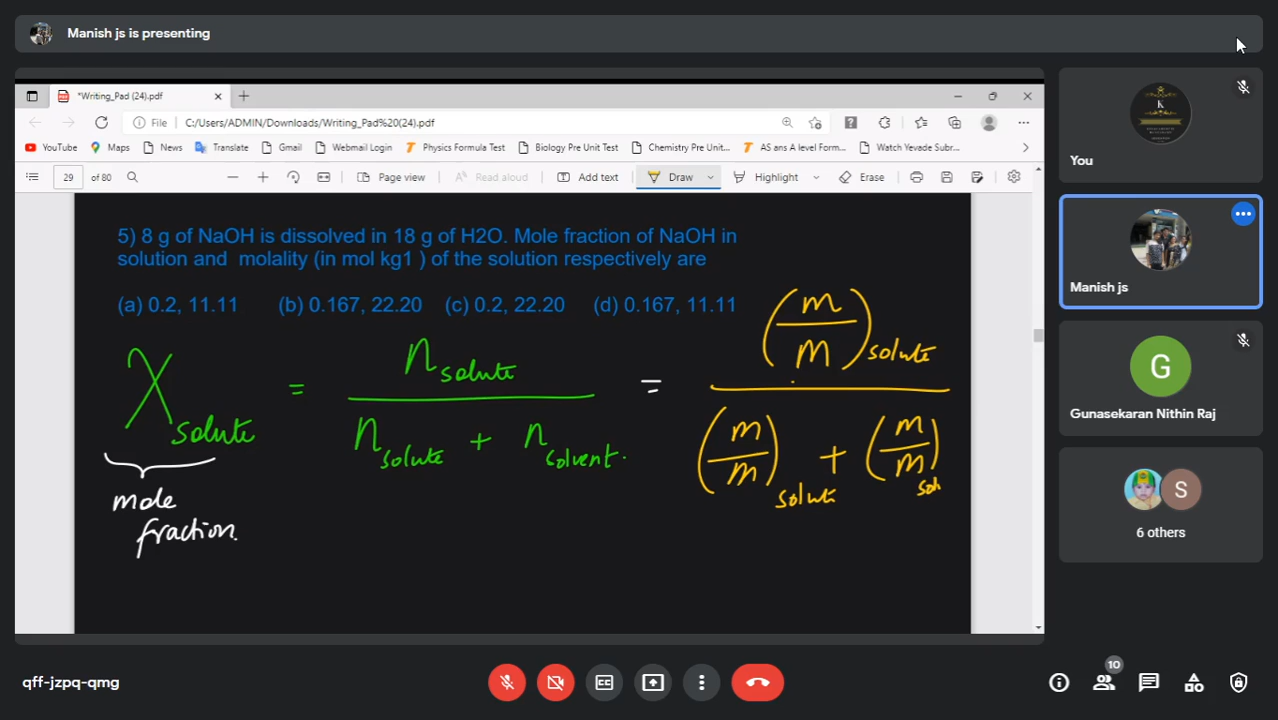 Manish js is presenting
*Writing_Pad (24).pdf
File C:/Users/ADMIN/Downloads/Writing_Pad%20(24).pdf
YouTube Maps News Translate Gmail Webmail Login Physics Formula Test Biology Pre Unit Test Chemistry Pre Unit... AS ans A level Form... Watch Yevade Subr...
29 of 80 Page view Read aloud Add text Draw Highlight Erase
5) 8 g of NaOH is dissolved in 18 g of H2O. Mole fraction of NaOH in
solution and molality (in mol kg1 ) of the solution respectively are
(a) 0.2, 11.11 (b) 0.167, 22.20 (c) 0.2, 22.20 (d) 0.167, 11.11
X solute = n solute = (m/m) solute
n solute + n solvent. (m/m) solute + (m/m) solv
mole
fraction.
K
You
Manish js
G
Gunasekaran Nithin Raj
S
6 others
qff-jzpq-qmg
CC
10